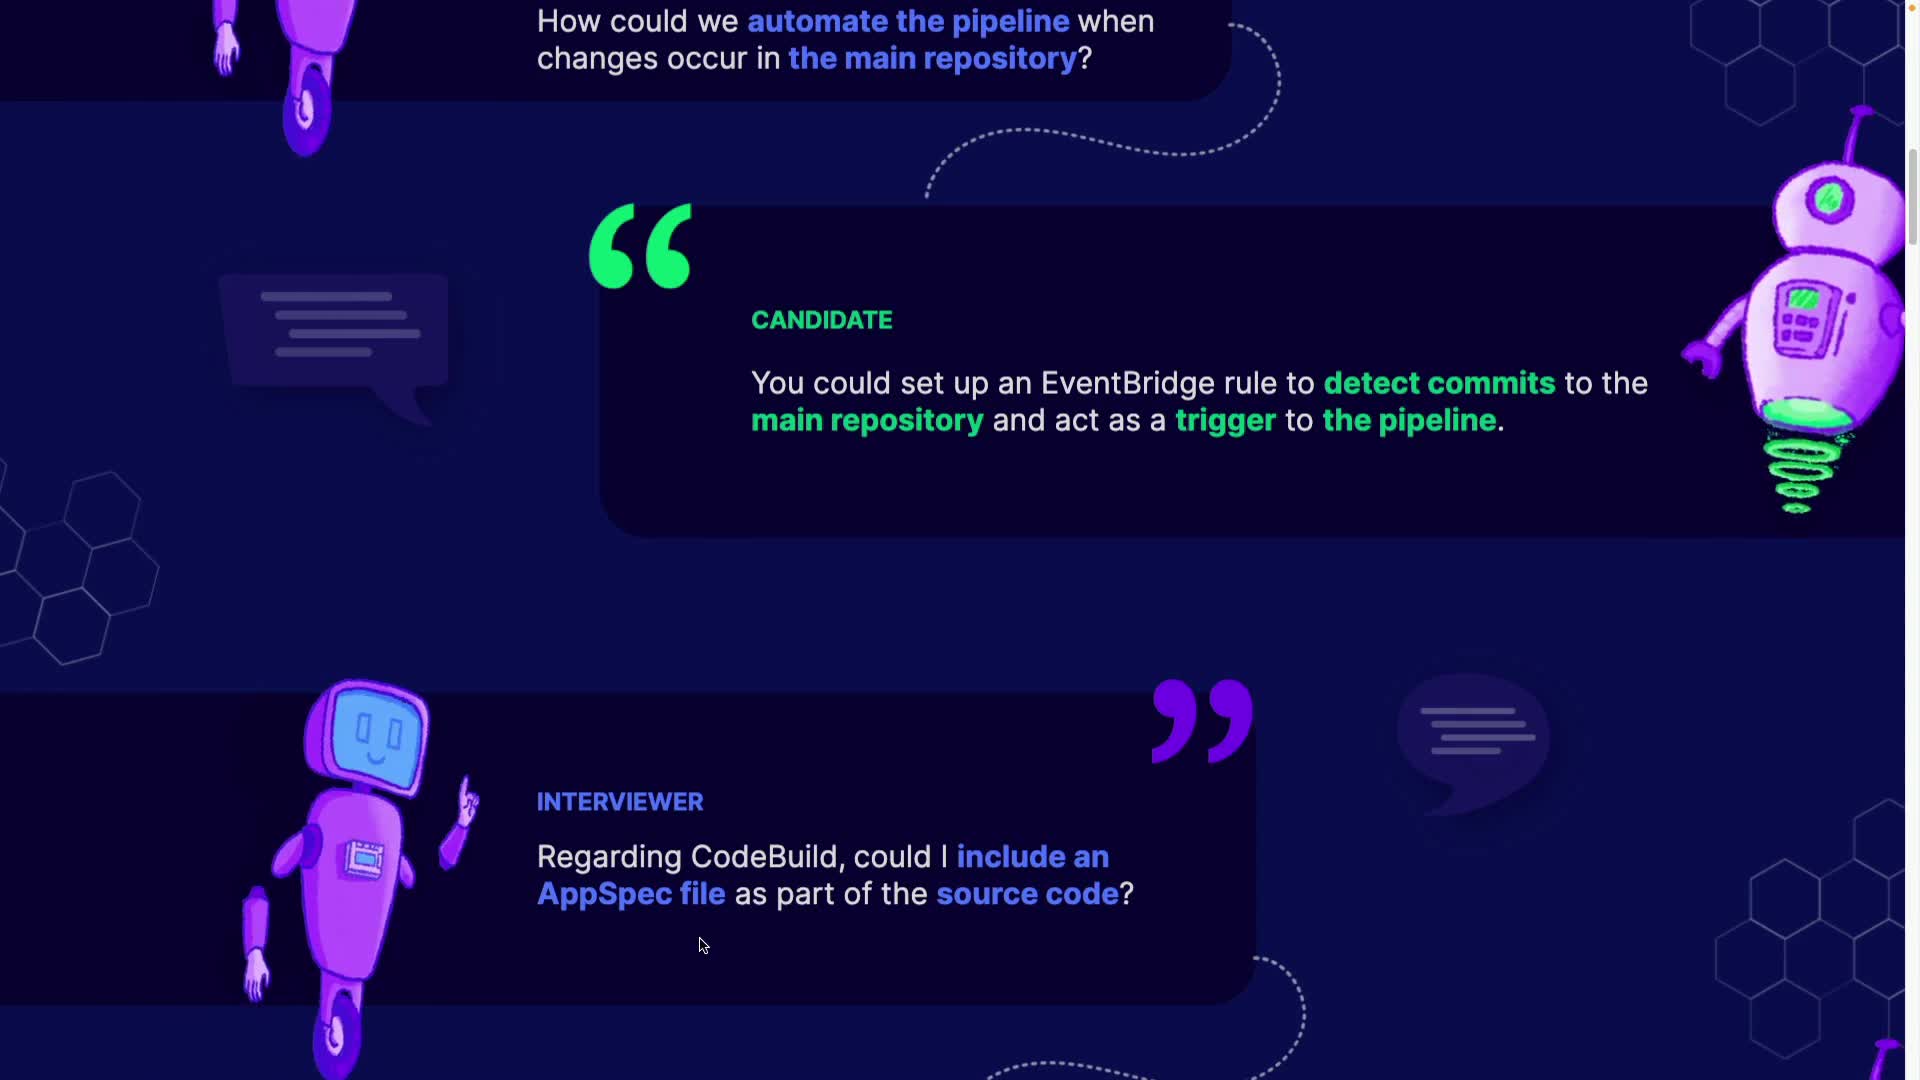 How could we automate the pipeline when
changes occur in the main repository?
CANDIDATE
You could set up an EventBridge rule to detect commits to the
main repository and act as a trigger to the pipeline.
INTERVIEWER
Regarding CodeBuild, could I include an
AppSpec file as part of the source code?